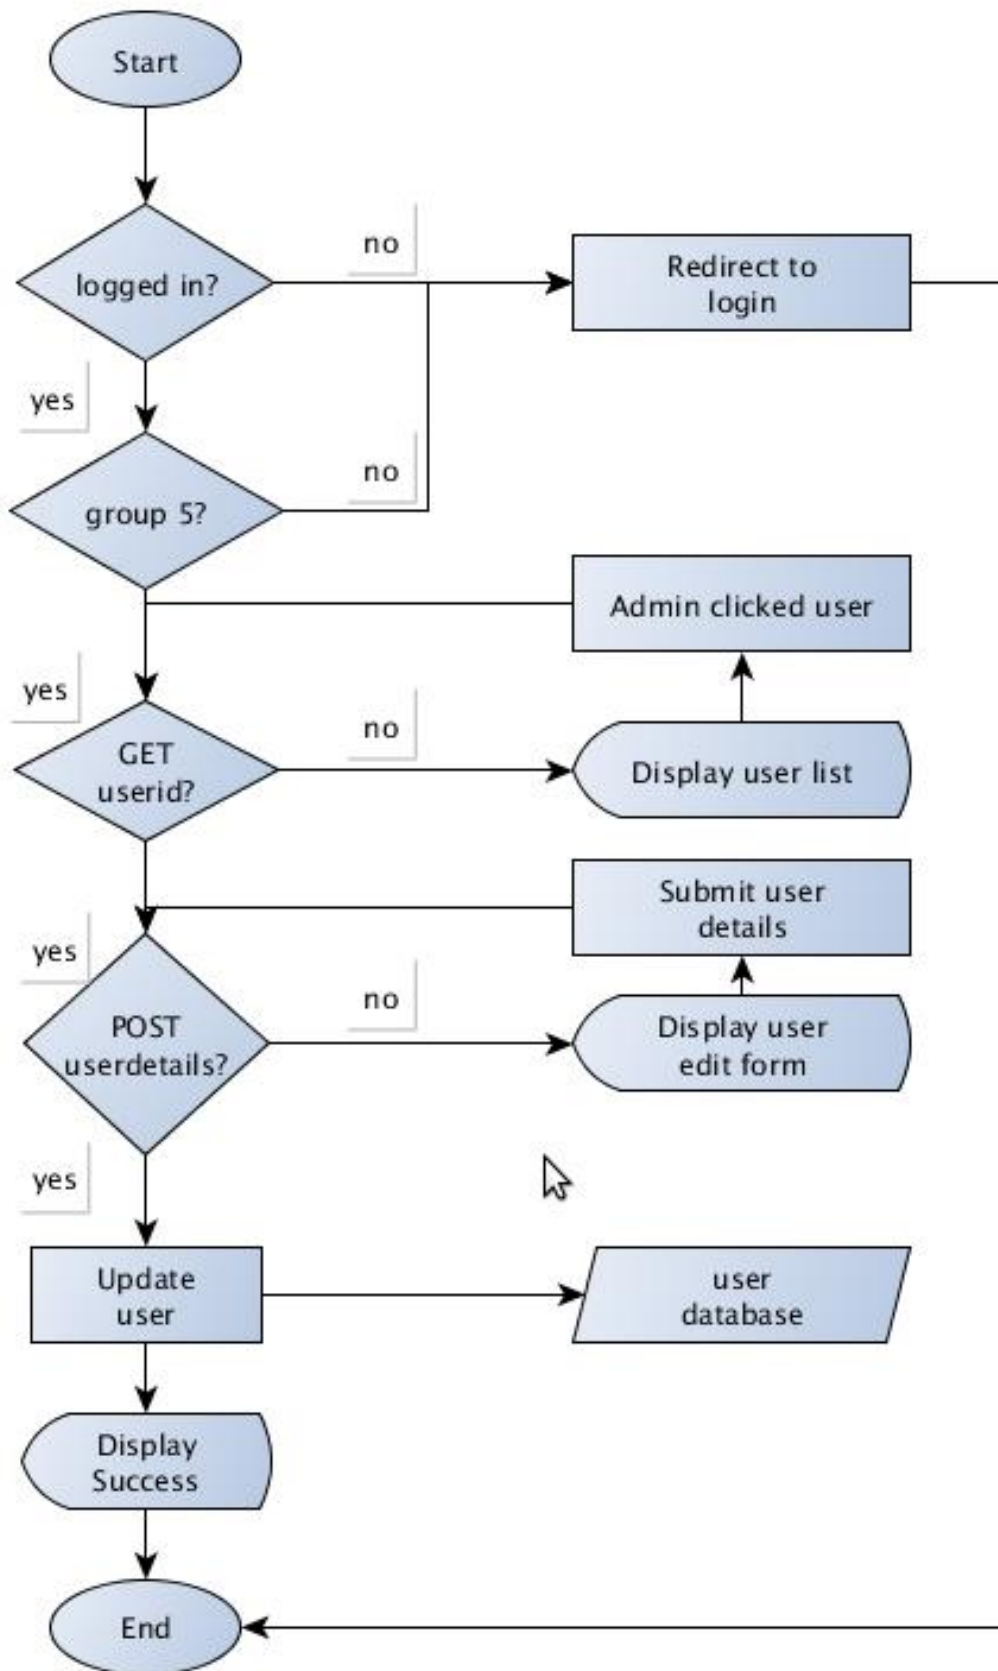 Start
no
logged in?
Redirect to
login
yes
no
group 5?
Admin clicked user
yes
no
GET
userid?
Display user list
Submit user
details
yes
no
POST
userdetails?
Display user
edit form
yes
Update
user
user
database
Display
Success
End